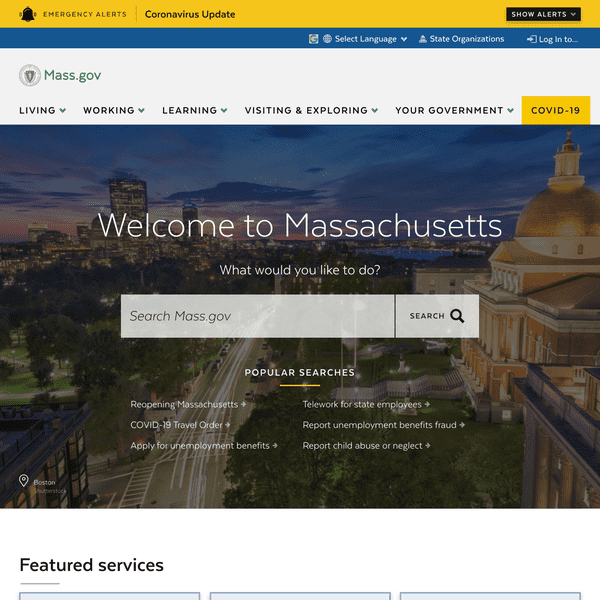 EMERGENCY ALERTS Coronavirus Update SHOW ALERTS
Select Language State Organizations Log In to...
Mass.gov
LIVING WORKING LEARNING VISITING & EXPLORING YOUR GOVERNMENT COVID-19
Welcome to Massachusetts
What would you like to do?
Search Mass.gov SEARCH
POPULAR SEARCHES
Reopening Massachusetts Telework for state employees
COVID-19 Travel Order Report unemployment benefits fraud
Apply for unemployment benefits Report child abuse or neglect
Boston
Shutterstock
Featured services